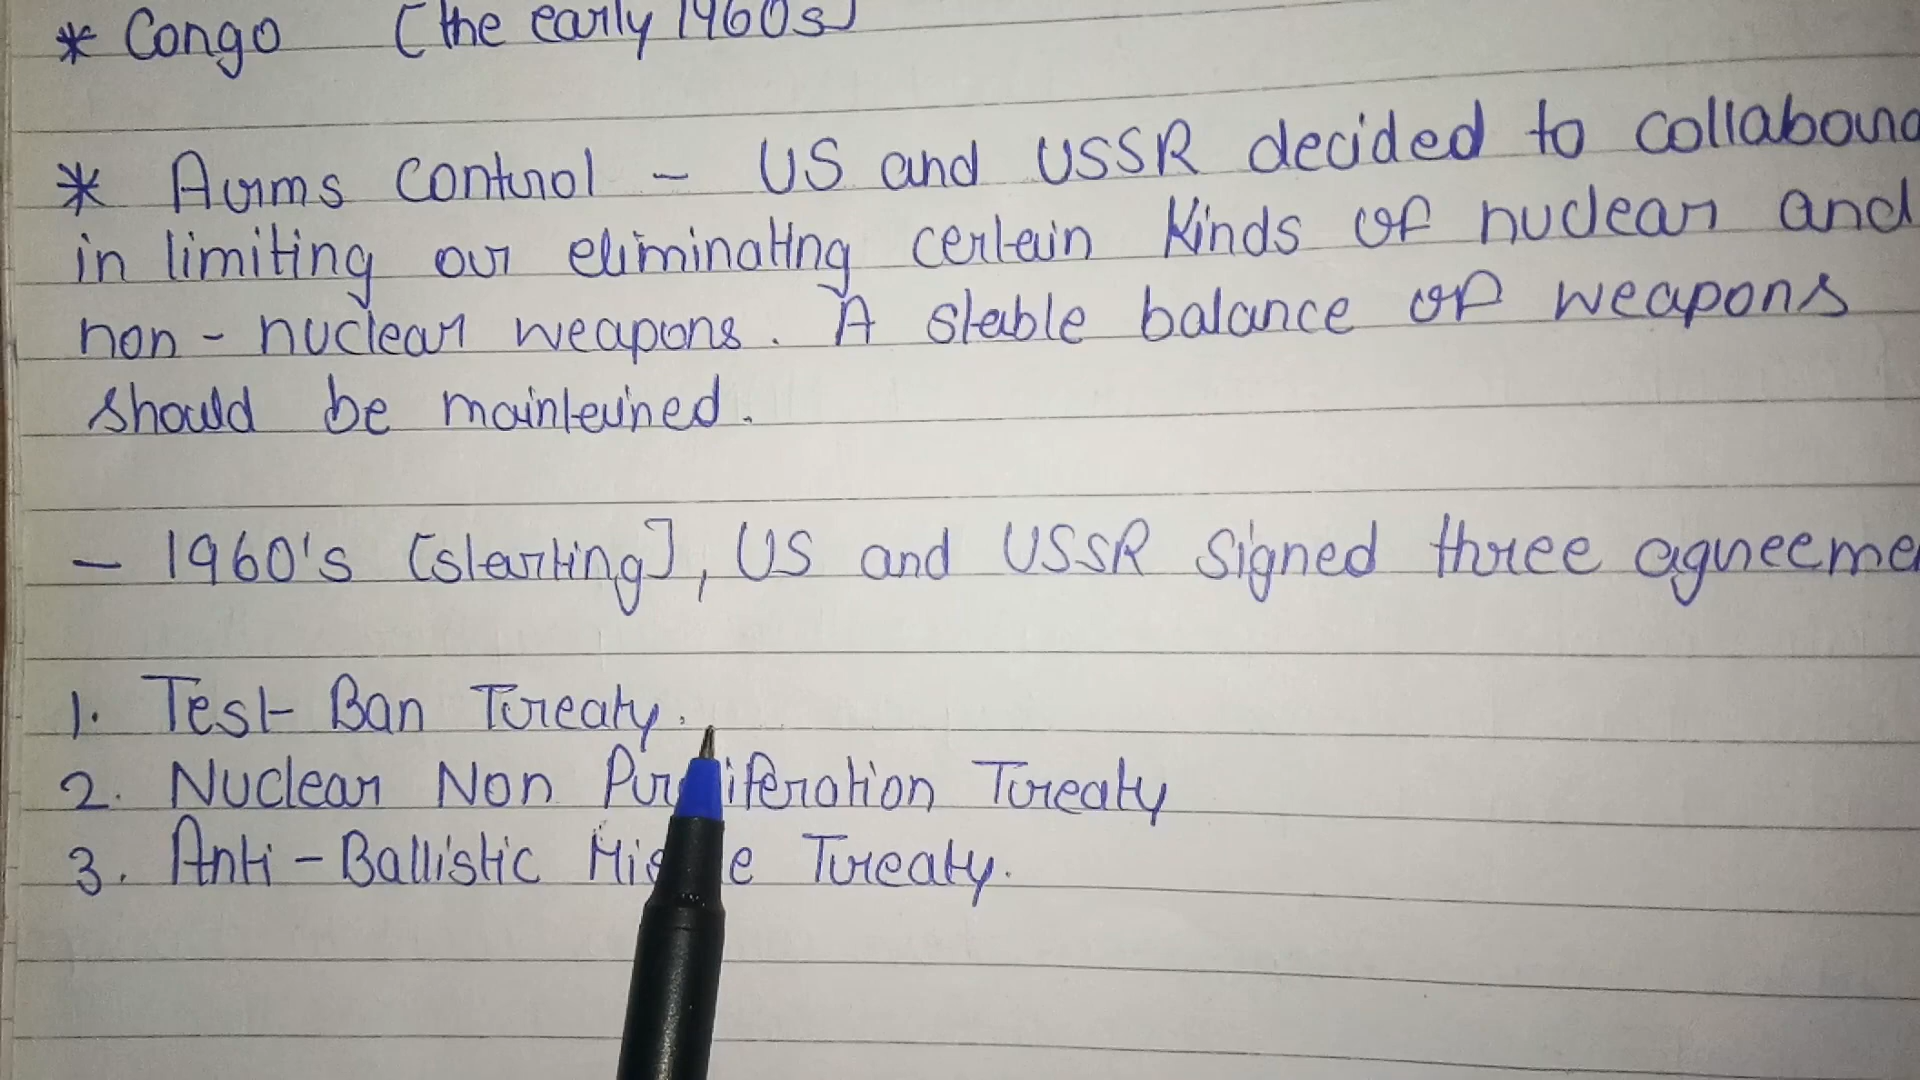 * Congo (the early 1960s)
* Arms Control - US and USSR decided to collabora
in limiting or eliminating certain kinds of nuclear and
non-nuclear weapons. A stable balance of weapons
should be maintained.
- 1960's [starting], US and USSR signed three agreeme
1. Test Ban Treaty.
2. Nuclear Non Proliferation Treaty
3. Anti-Ballistic Missile Treaty.